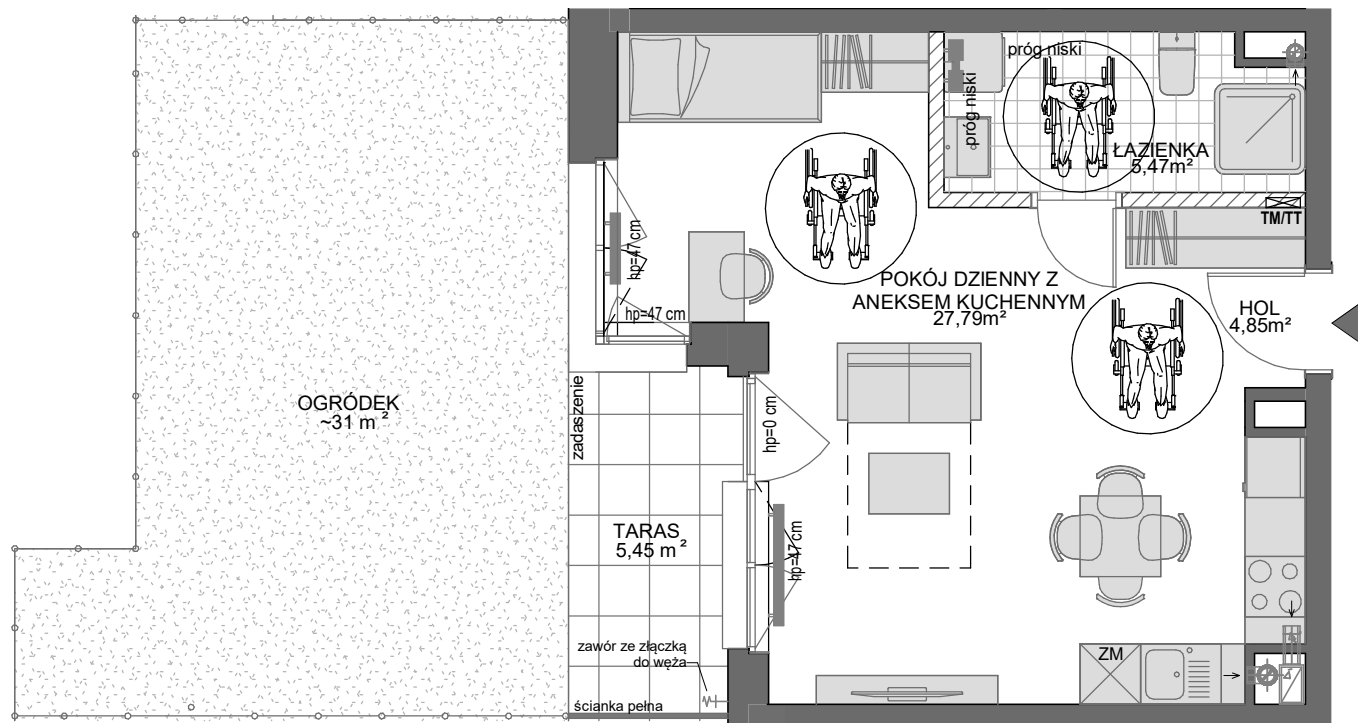 próg niski
próg niski
ŁAZIENKA
5,47m²
TM/TT
hp=47 cm
hp=47 cm
POKÓJ DZIENNY Z
ANEKSEM KUCHENNYM
27,79m²
HOL
4,85m²
OGRÓDEK
~31 m²
zadaszenie
hp=0 cm
TARAS
5,45 m²
hp=47 cm
zawór ze złączką
do węża
ZM
ścianka pełna